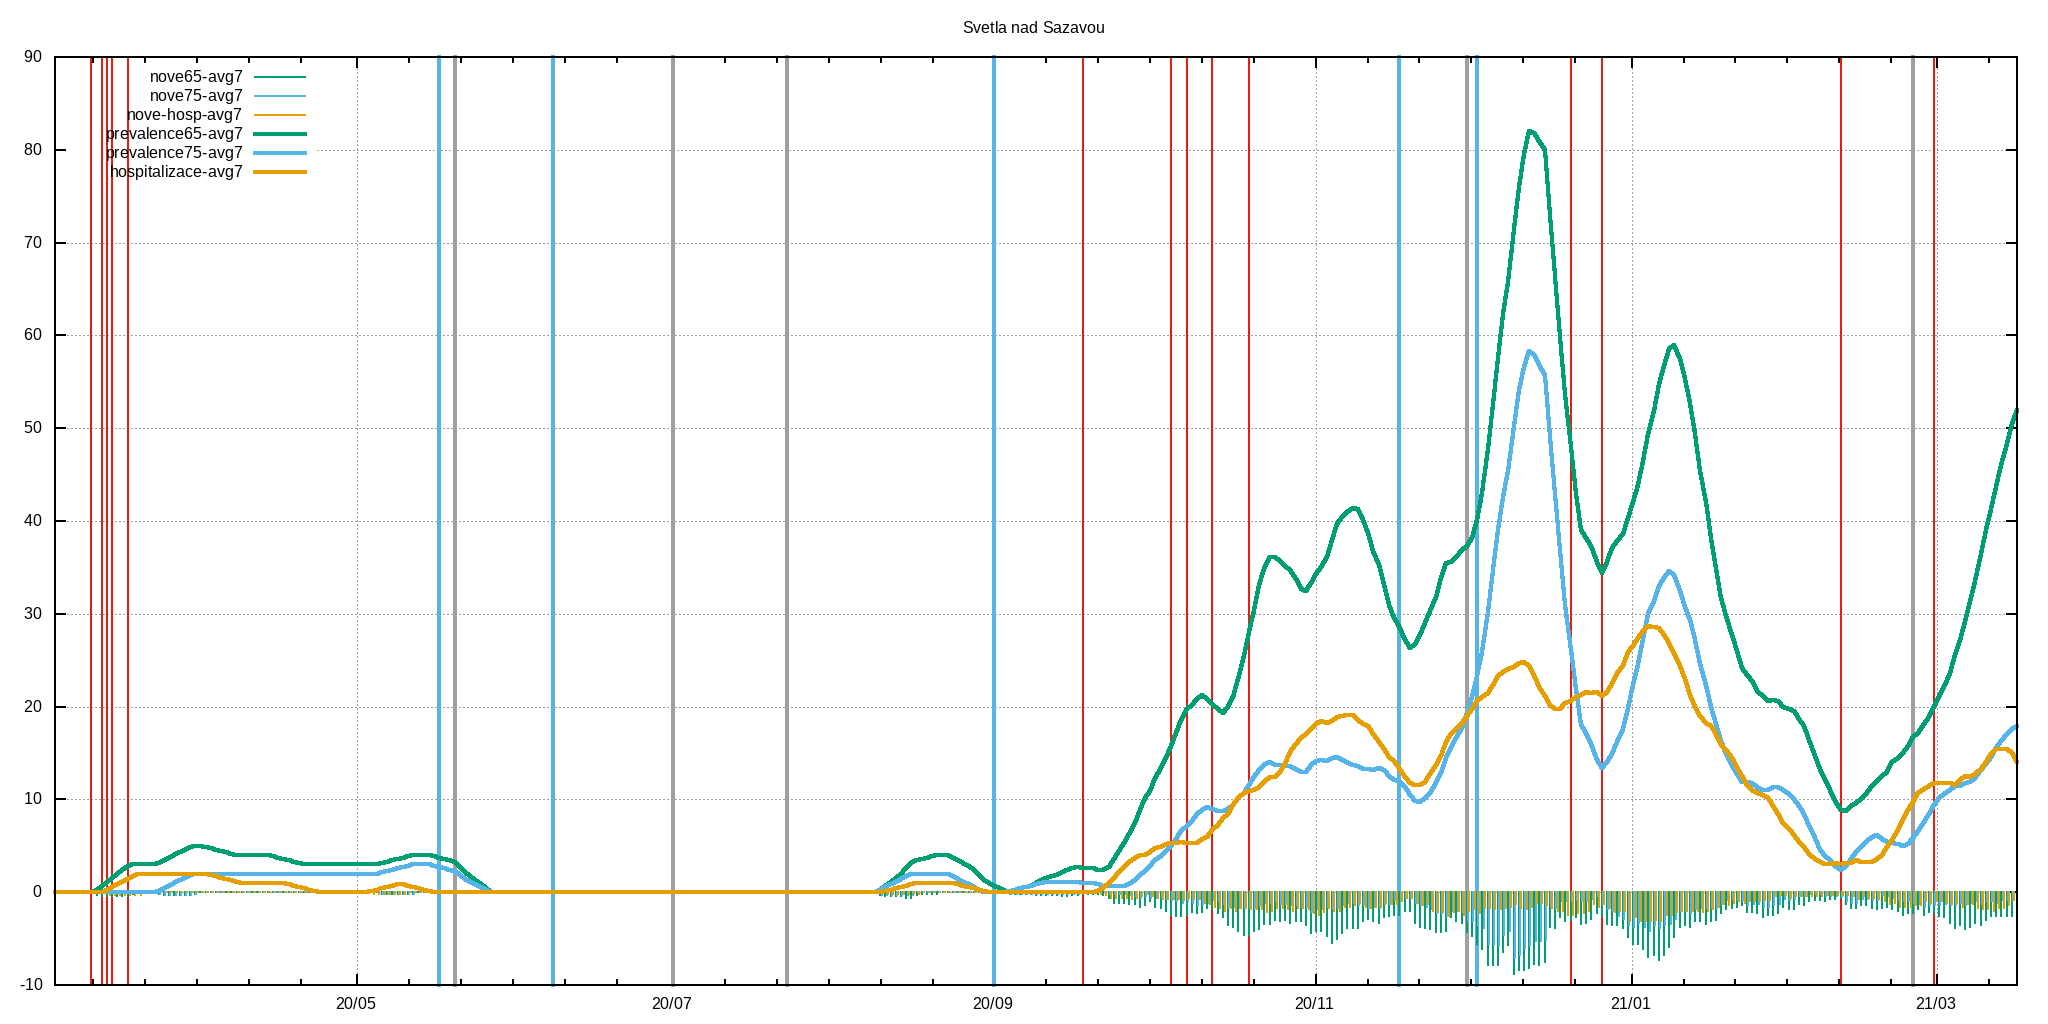 Svetla nad Sazavou
90
80
70
60
50
40
30
20
10
0
-10
nove65-avg7
nove75-avg7
nove-hosp-avg7
prevalence65-avg7
prevalence75-avg7
hospitalizace-avg7
20/05 20/07 20/09 20/11 21/01 21/03